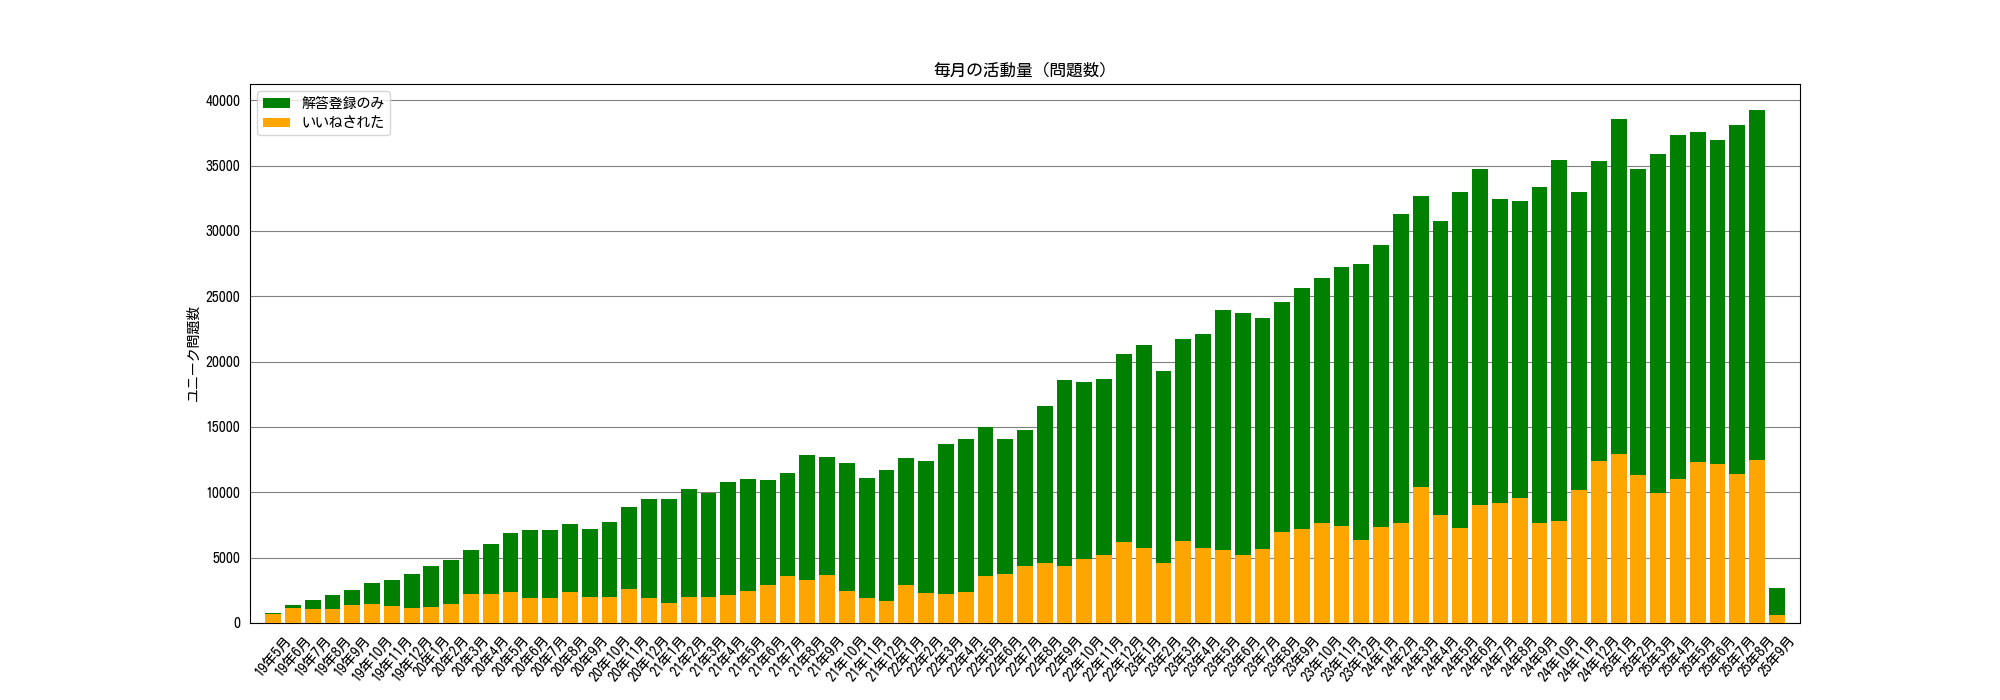 毎月の活動量（問題数）
解答登録のみ
いいねされた
ユニーク問題数
40000
35000
30000
25000
20000
15000
10000
5000
0
19年5月
19年6月
19年7月
19年8月
19年9月
19年10月
19年11月
19年12月
20年1月
20年2月
20年3月
20年4月
20年5月
20年6月
20年7月
20年8月
20年9月
20年10月
20年11月
20年12月
21年1月
21年2月
21年3月
21年4月
21年5月
21年6月
21年7月
21年8月
21年9月
21年10月
21年11月
21年12月
22年1月
22年2月
22年3月
22年4月
22年5月
22年6月
22年7月
22年8月
22年9月
22年10月
22年11月
22年12月
23年1月
23年2月
23年3月
23年4月
23年5月
23年6月
23年7月
23年8月
23年9月
23年10月
23年11月
23年12月
24年1月
24年2月
24年3月
24年4月
24年5月
24年6月
24年7月
24年8月
24年9月
24年10月
24年11月
24年12月
25年1月
25年2月
25年3月
25年4月
25年5月
25年6月
25年7月
25年8月
25年9月